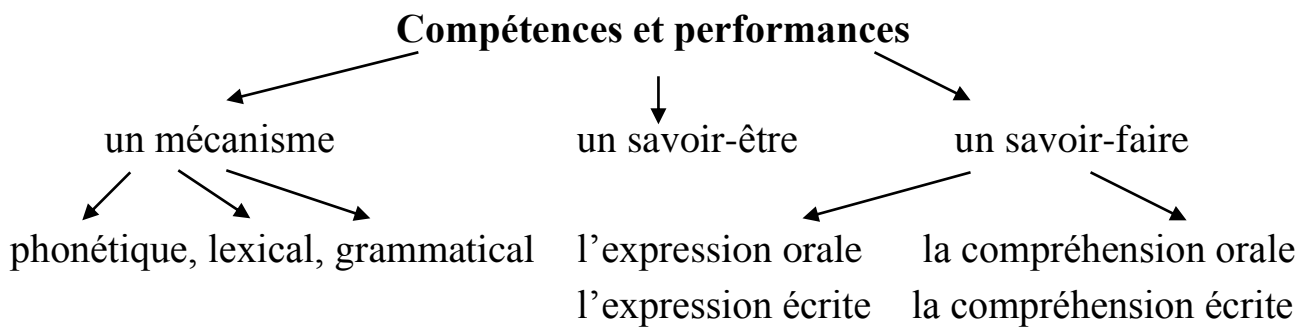 Compétences et performances
un mécanisme un savoir-être un savoir-faire
phonétique, lexical, grammatical l’expression orale la compréhension orale
l’expression écrite la compréhension écrite